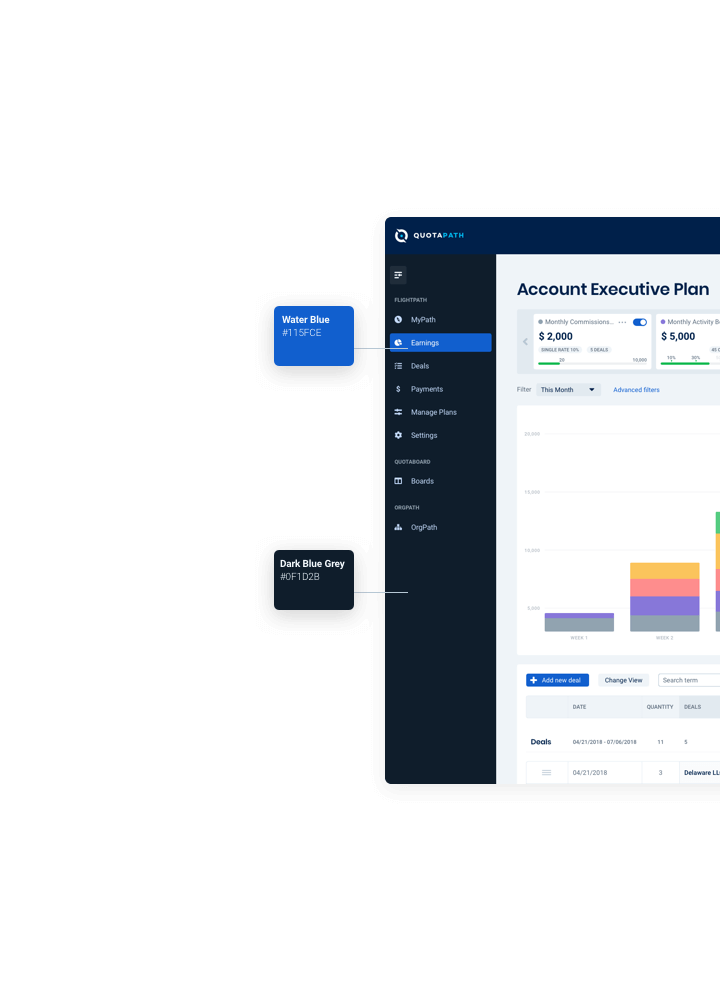 QUOTAPATH
FLIGHTPATH
MyPath
Earnings
Deals
Payments
Manage Plans
Settings
QUOTABOARD
Boards
ORGPATH
OrgPath
Water Blue
#115FCE
Dark Blue Grey
#0F1D2B
Account Executive Plan
Monthly Commissions...
$ 2,000
SINGLE RATE 10% 5 DEALS
20 10,000
Monthly Activity
$ 5,000
10% 30%
Filter This Month Advanced filters
20,000
15,000
10,000
5,000
WEEK 1 WEEK 2
Add new deal Change View Search term
DATE QUANTITY DEALS
Deals 04/21/2018 - 07/06/2018 11 5
04/21/2018 3 Delaware